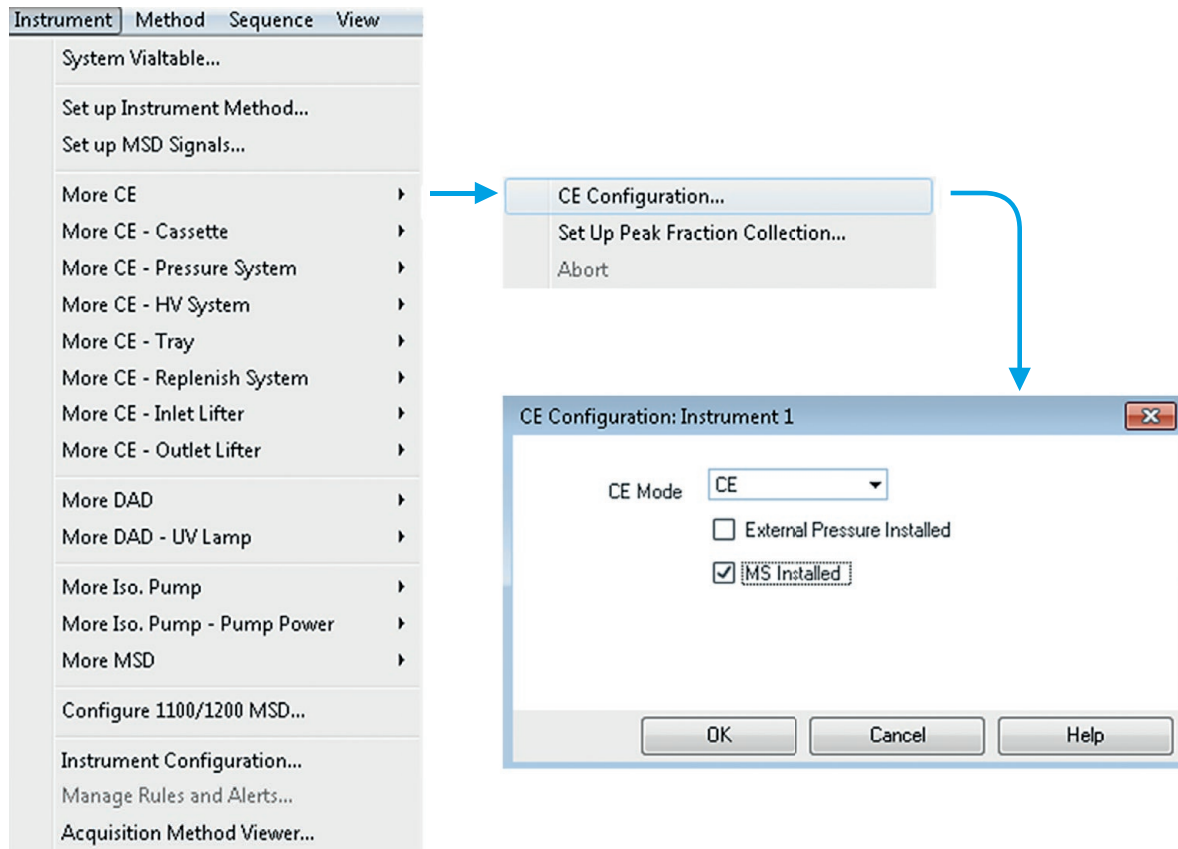 Instrument Method Sequence View
System Vialtable...
Set up Instrument Method...
Set up MSD Signals...
More CE
More CE - Cassette
More CE - Pressure System
More CE - HV System
More CE - Tray
More CE - Replenish System
More CE - Inlet Lifter
More CE - Outlet Lifter
More DAD
More DAD - UV Lamp
More Iso. Pump
More Iso. Pump - Pump Power
More MSD
Configure 1100/1200 MSD...
Instrument Configuration...
Manage Rules and Alerts...
Acquisition Method Viewer...
CE Configuration...
Set Up Peak Fraction Collection...
Abort
CE Configuration: Instrument 1
CE Mode CE
External Pressure Installed
MS Installed
OK Cancel Help